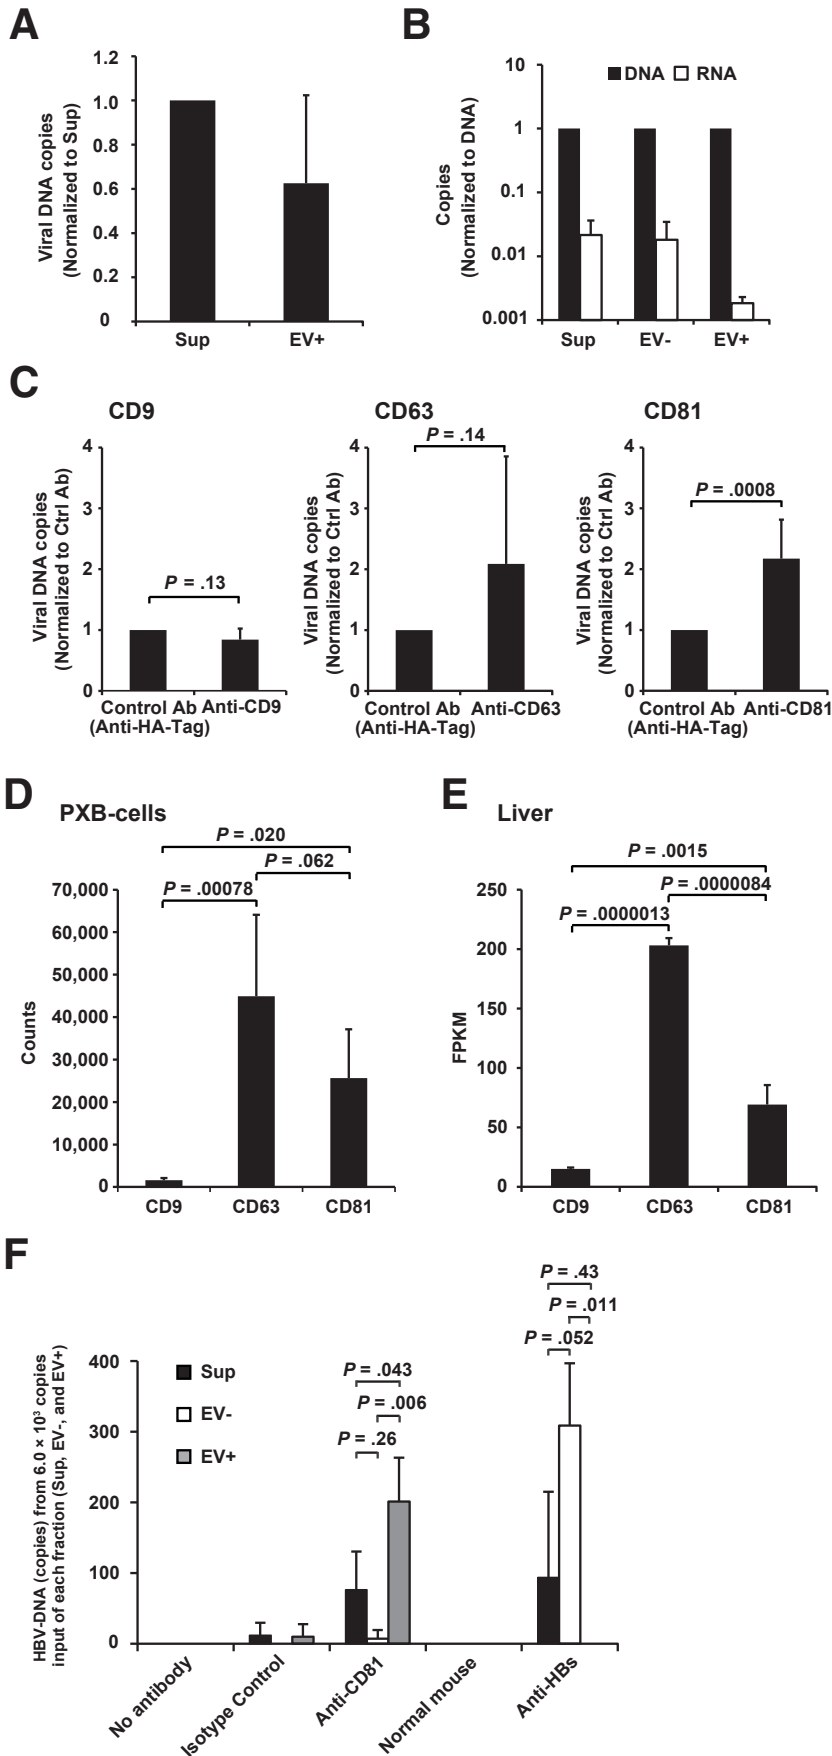 A
1.2
1.0
0.8
0.6
0.4
0.2
0
Viral DNA copies
(Normalized to Sup)
Sup EV+
B
10
1
0.1
0.01
0.001
Copies
(Normalized to DNA)
DNA RNA
Sup EV- EV+
C
CD9
4
3
2
1
0
Viral DNA copies
(Normalized to Ctrl Ab)
P = .13
Control Ab Anti-CD9
(Anti-HA-Tag)
CD63
4
3
2
1
0
Viral DNA copies
(Normalized to Ctrl Ab)
P = .14
Control Ab Anti-CD63
(Anti-HA-Tag)
CD81
4
3
2
1
0
Viral DNA copies
(Normalized to Ctrl Ab)
P = .0008
Control Ab Anti-CD81
(Anti-HA-Tag)
D
PXB-cells
P = .020
P = .062
P = .00078
70,000
60,000
50,000
40,000
30,000
20,000
10,000
0
Counts
CD9 CD63 CD81
E
Liver
P = .0015
P = .0000084
P = .0000013
250
200
150
100
50
0
FPKM
CD9 CD63 CD81
F
HBV-DNA (copies) from 6.0 × 10³ copies
input of each fraction (Sup, EV-, and EV+)
400
300
200
100
0
Sup
EV-
EV+
P = .043
P = .006
P = .26
P = .43
P = .011
P = .052
No antibody
Isotype Control
Anti-CD81
Normal mouse
Anti-HBs